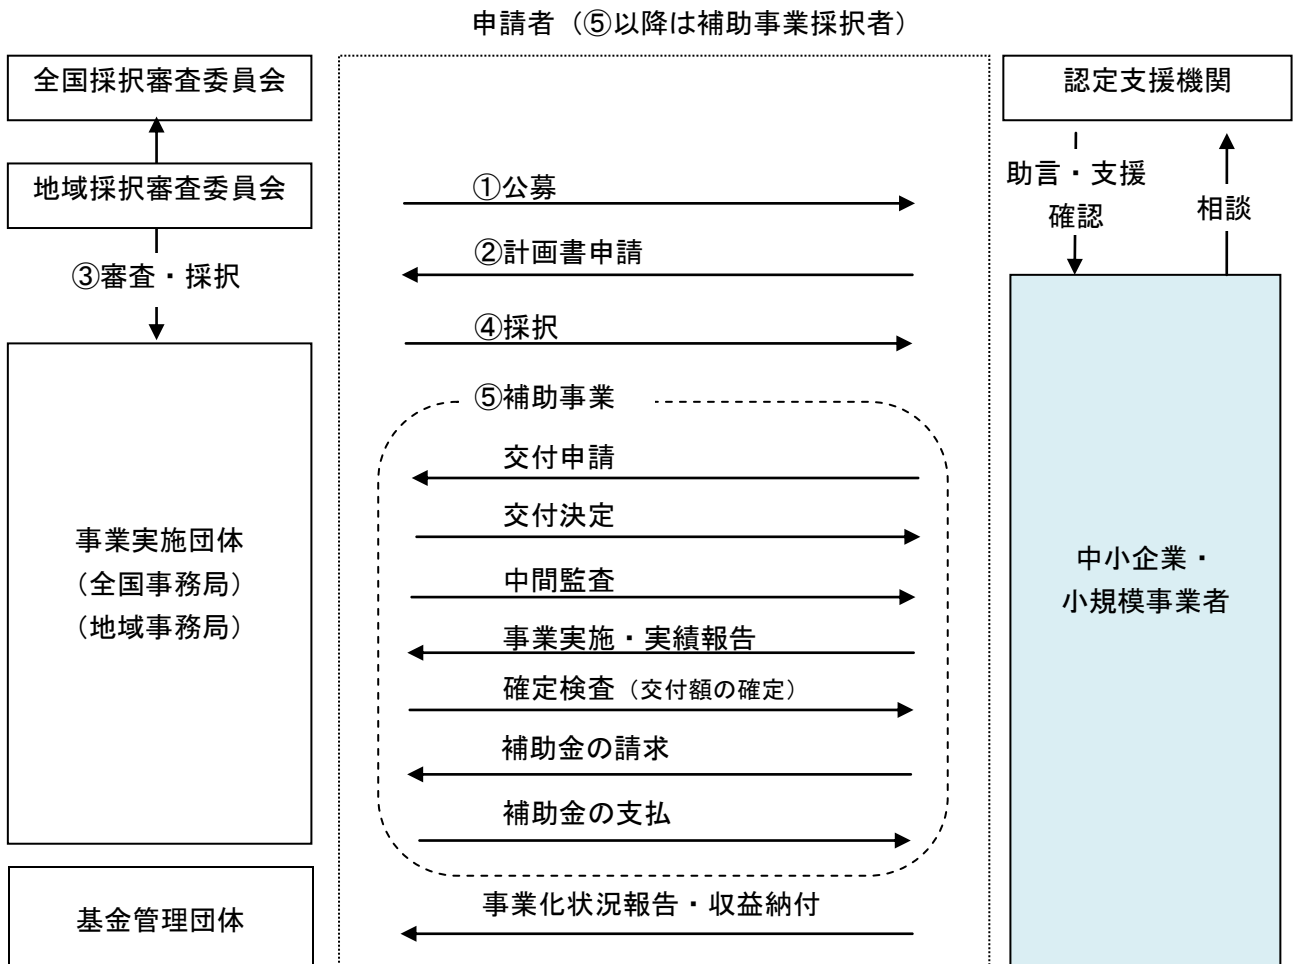 申請者（⑤以降は補助事業採択者）
全国採択審査委員会
地域採択審査委員会
③審査・採択
事業実施団体
（全国事務局）
（地域事務局）
基金管理団体
①公募
②計画書申請
④採択
⑤補助事業
交付申請
交付決定
中間監査
事業実施・実績報告
確定検査（交付額の確定）
補助金の請求
補助金の支払
事業化状況報告・収益納付
認定支援機関
助言・支援
確認
相談
中小企業・
小規模事業者